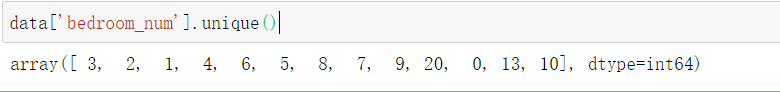 data['bedroom_num'].unique()
array([ 3,  2,  1,  4,  6,  5,  8,  7,  9, 20,  0, 13, 10], dtype=int64)